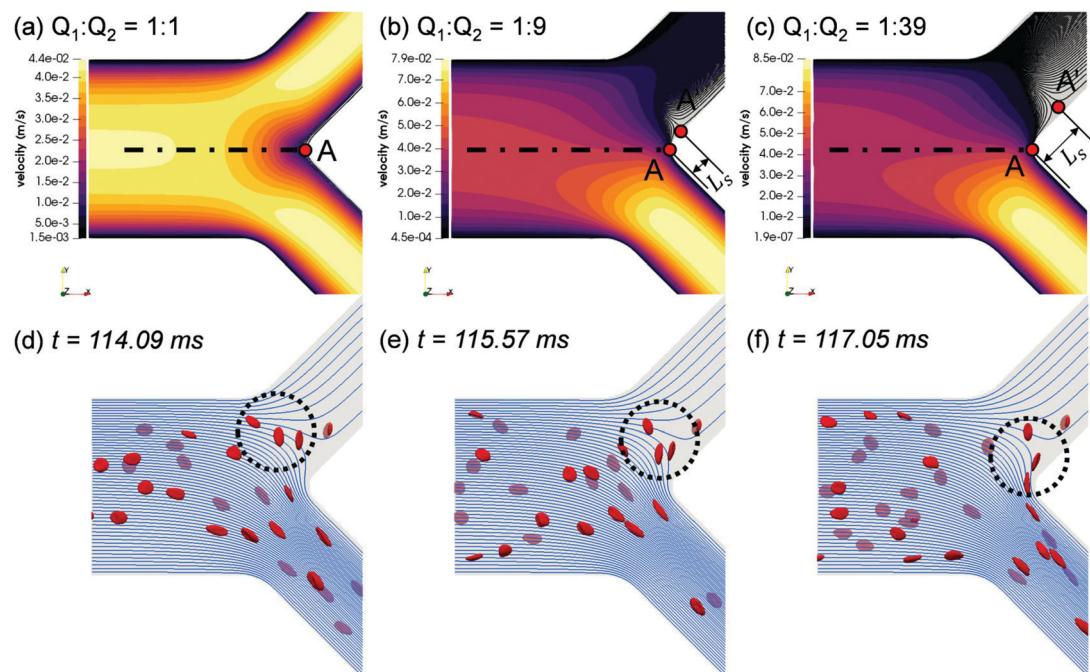 (a) Q₁:Q₂ = 1:1
4.4e-02
4.0e-2
3.5e-2
3.0e-2
2.5e-2
2.0e-2
1.5e-2
1.0e-2
5.0e-3
1.5e-03
velocity (m/s)
A
Y
Z
X
(b) Q₁:Q₂ = 1:9
7.9e-02
7.0e-2
6.0e-2
5.0e-2
4.0e-2
3.0e-2
2.0e-2
1.0e-2
4.5e-04
velocity (m/s)
A'
A
Lₛ
Y
Z
X
(c) Q₁:Q₂ = 1:39
8.5e-02
7.0e-2
6.0e-2
5.0e-2
4.0e-2
3.0e-2
2.0e-2
1.0e-2
1.9e-07
velocity (m/s)
A'
A
Lₛ
Y
Z
X
(d) t = 114.09 ms
(e) t = 115.57 ms
(f) t = 117.05 ms